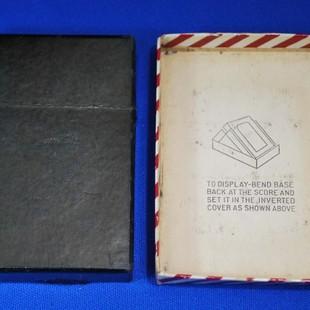 TO DISPLAY-BEND BASE
BACK AT THE SCORE AND
SET IT IN THE INVERTED
COVER AS SHOWN ABOVE